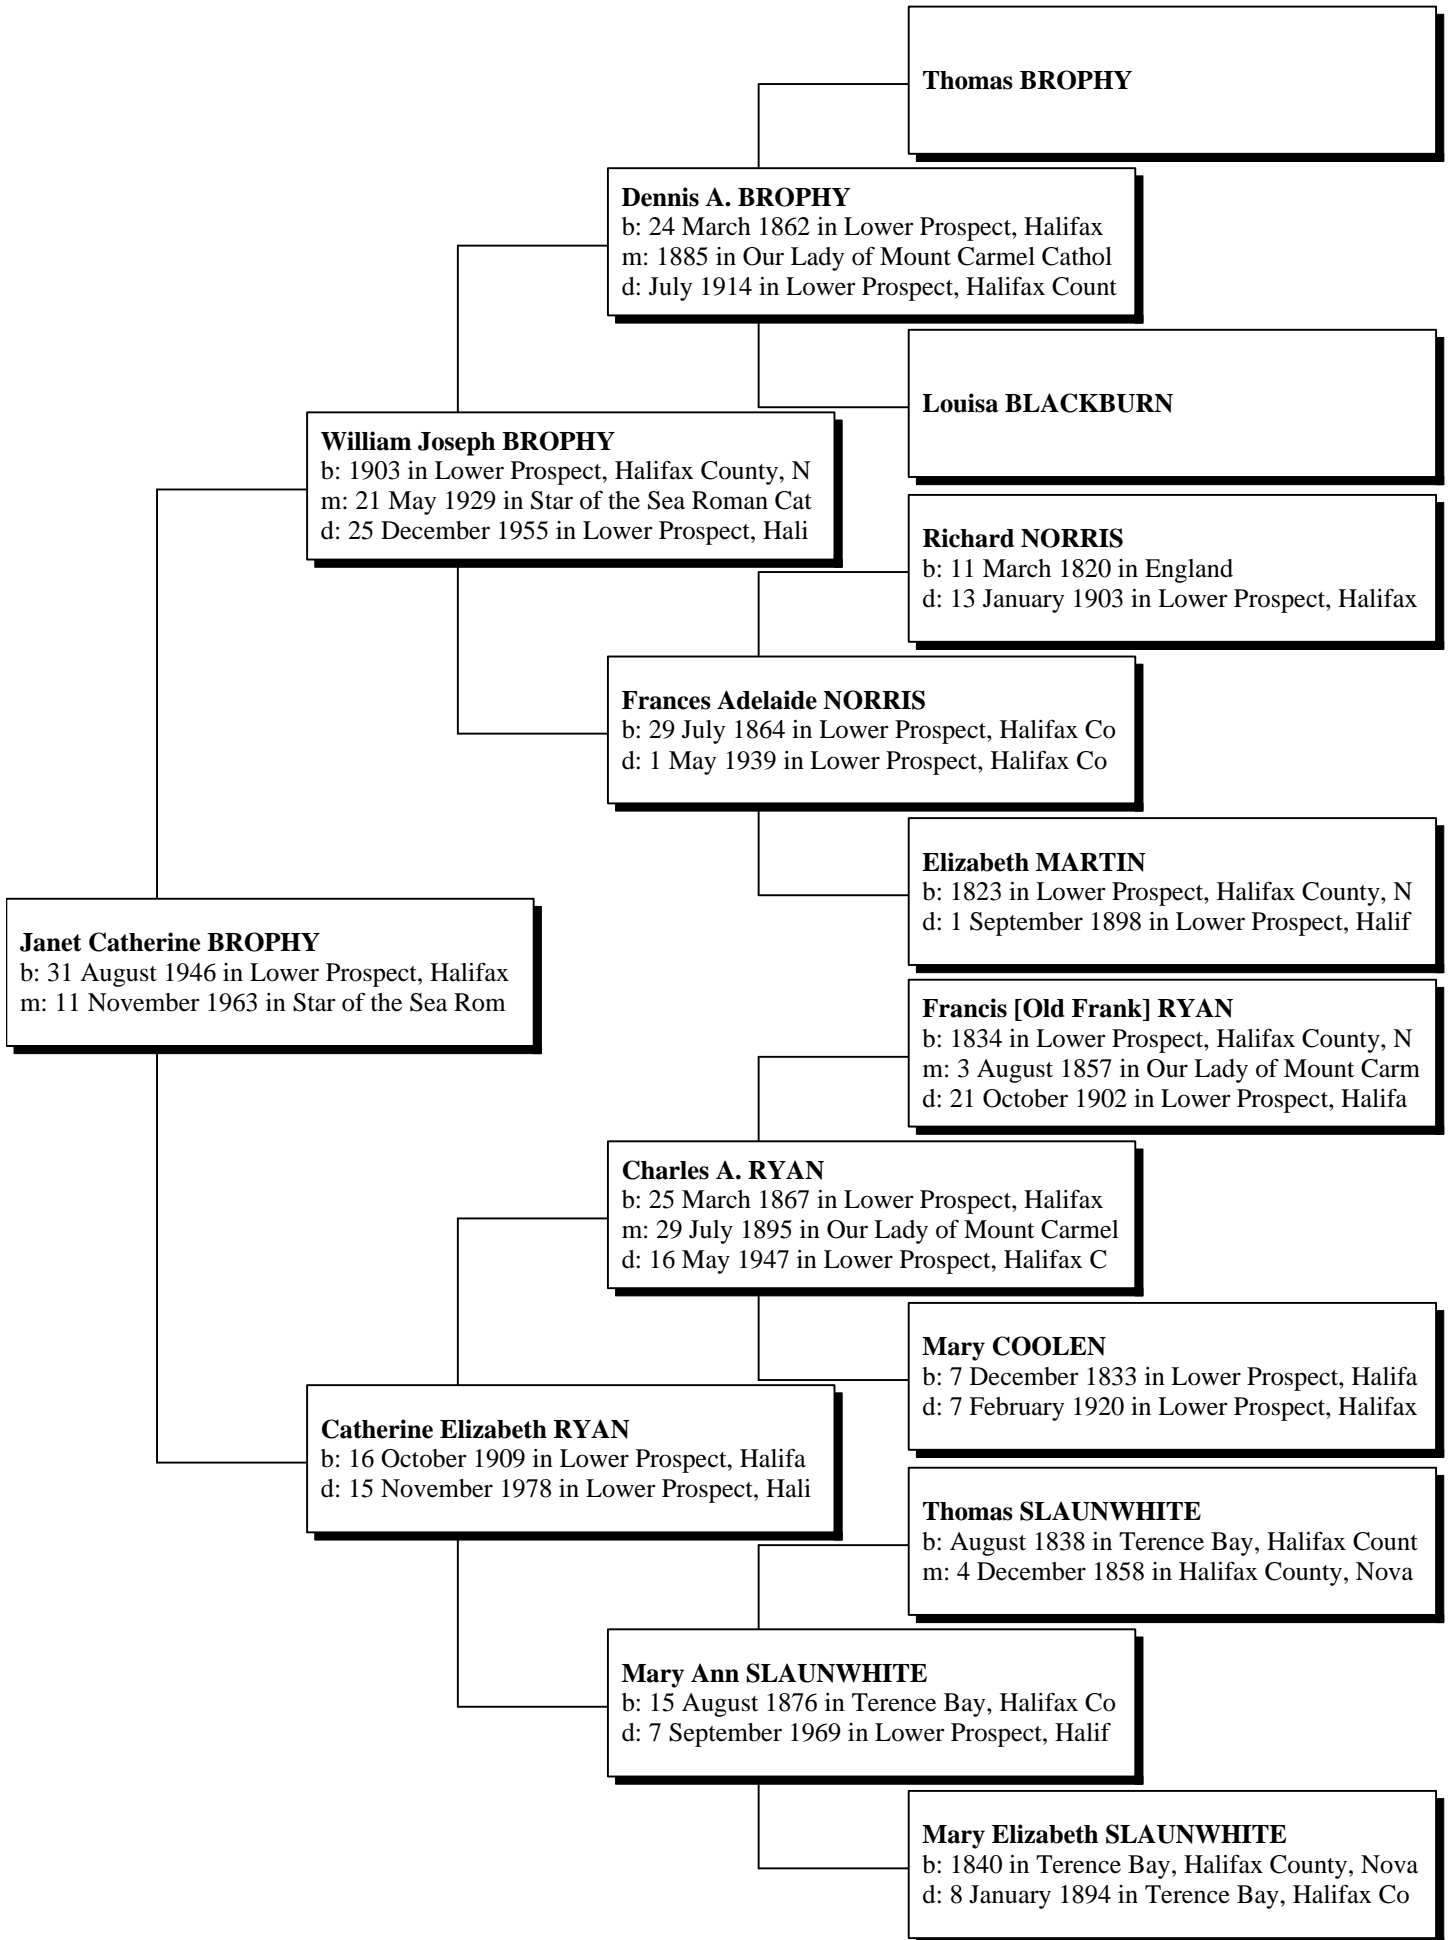 Thomas BROPHY
Dennis A. BROPHY
b: 24 March 1862 in Lower Prospect, Halifax
m: 1885 in Our Lady of Mount Carmel Cathol
d: July 1914 in Lower Prospect, Halifax Count
Louisa BLACKBURN
William Joseph BROPHY
b: 1903 in Lower Prospect, Halifax County, N
m: 21 May 1929 in Star of the Sea Roman Cat
d: 25 December 1955 in Lower Prospect, Hali
Richard NORRIS
b: 11 March 1820 in England
d: 13 January 1903 in Lower Prospect, Halifax
Frances Adelaide NORRIS
b: 29 July 1864 in Lower Prospect, Halifax Co
d: 1 May 1939 in Lower Prospect, Halifax Co
Elizabeth MARTIN
b: 1823 in Lower Prospect, Halifax County, N
d: 1 September 1898 in Lower Prospect, Halif
Janet Catherine BROPHY
b: 31 August 1946 in Lower Prospect, Halifax
m: 11 November 1963 in Star of the Sea Rom
Francis [Old Frank] RYAN
b: 1834 in Lower Prospect, Halifax County, N
m: 3 August 1857 in Our Lady of Mount Carm
d: 21 October 1902 in Lower Prospect, Halifa
Charles A. RYAN
b: 25 March 1867 in Lower Prospect, Halifax
m: 29 July 1895 in Our Lady of Mount Carmel
d: 16 May 1947 in Lower Prospect, Halifax C
Mary COOLEN
b: 7 December 1833 in Lower Prospect, Halifa
d: 7 February 1920 in Lower Prospect, Halifax
Catherine Elizabeth RYAN
b: 16 October 1909 in Lower Prospect, Halifa
d: 15 November 1978 in Lower Prospect, Hali
Thomas SLAUNWHITE
b: August 1838 in Terence Bay, Halifax Count
m: 4 December 1858 in Halifax County, Nova
Mary Ann SLAUNWHITE
b: 15 August 1876 in Terence Bay, Halifax Co
d: 7 September 1969 in Lower Prospect, Halif
Mary Elizabeth SLAUNWHITE
b: 1840 in Terence Bay, Halifax County, Nova
d: 8 January 1894 in Terence Bay, Halifax Co